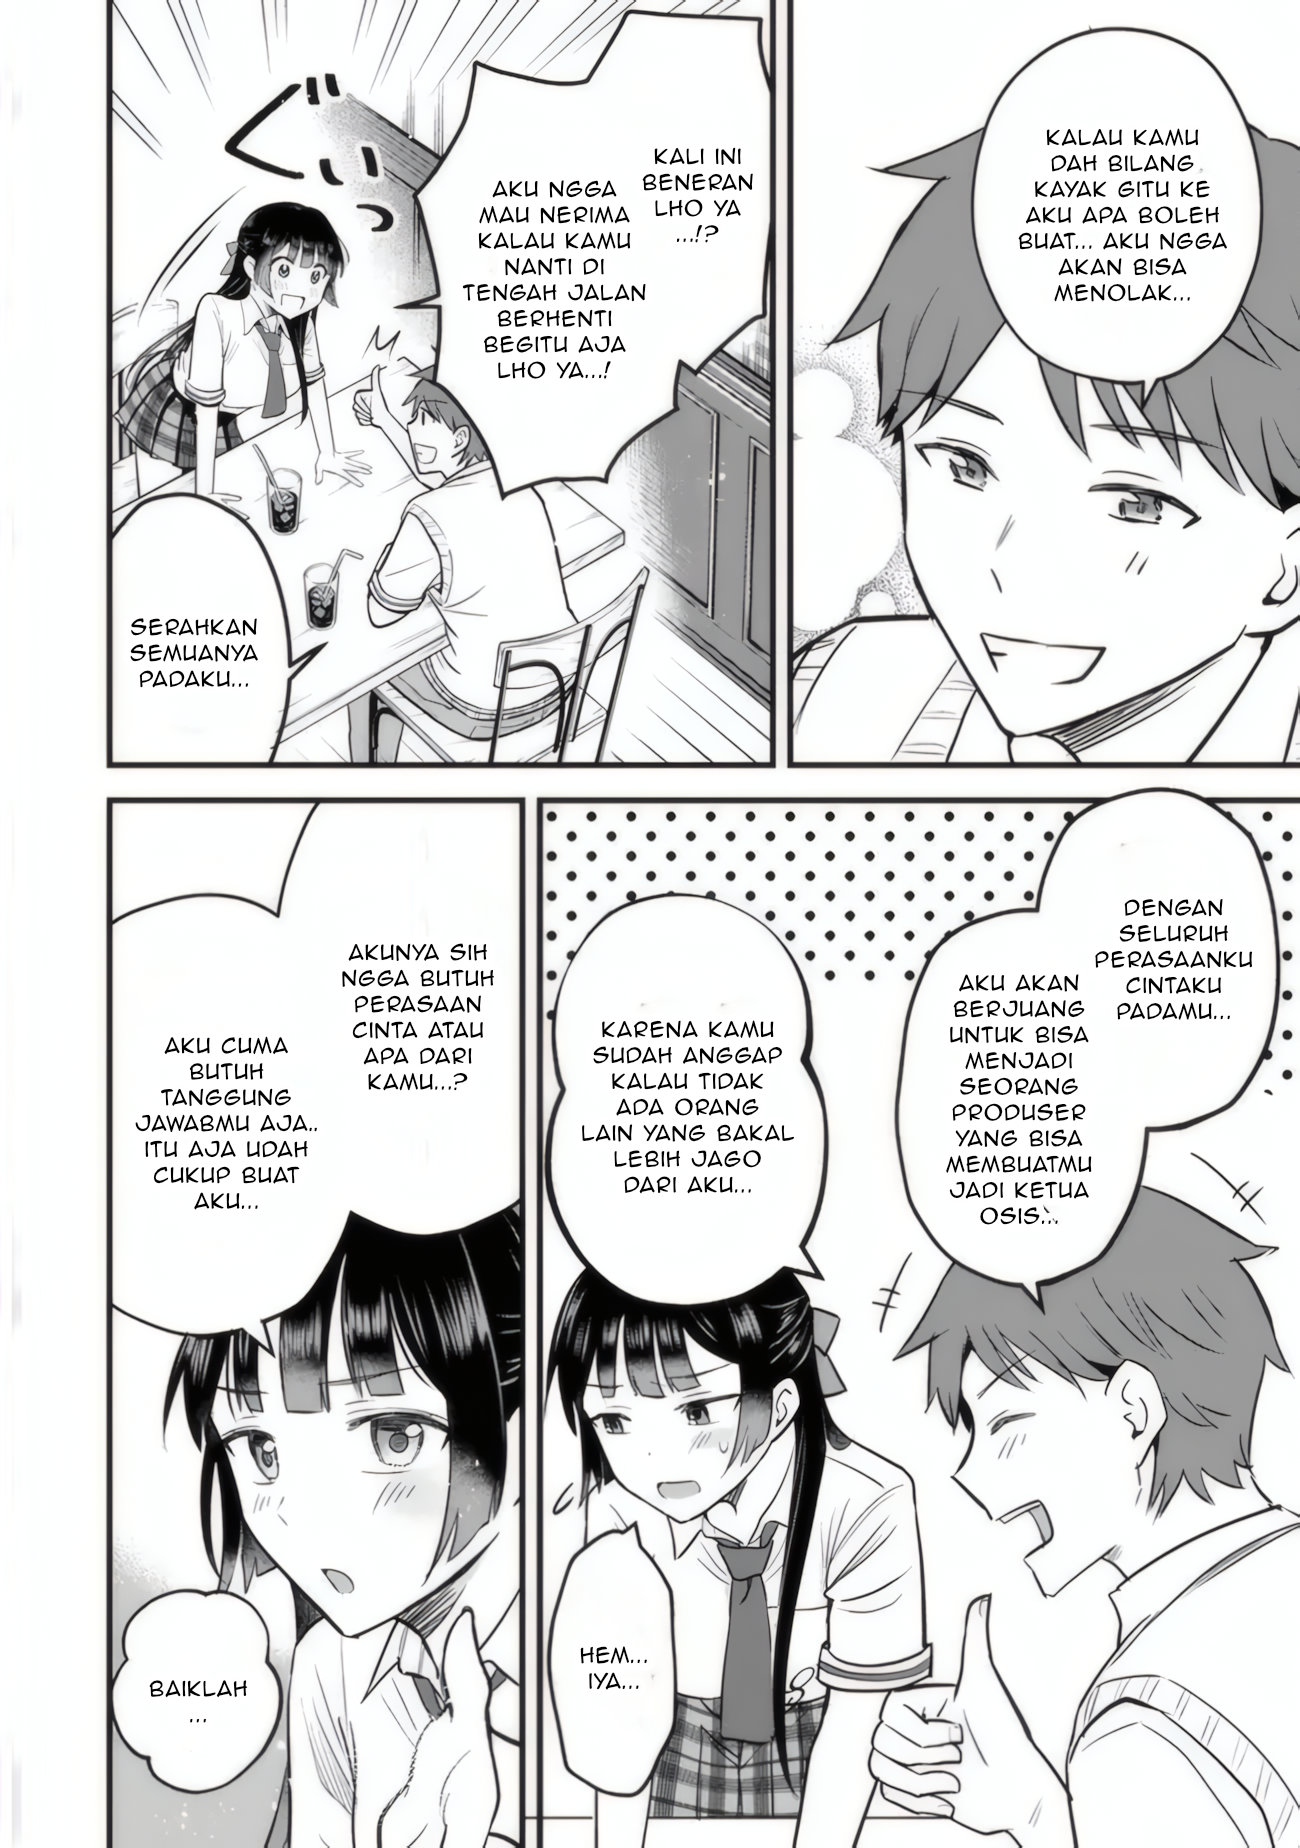 KALAU KAMU
DAH BILANG
KAYAK GITU KE
AKU APA BOLEH
BUAT... AKU NGGA
AKAN BISA
MENOLAK...
KALI INI
BENERAN
LHO YA
...!?
AKU NGGA
MAU NERIMA
KALAU KAMU
NANTI DI
TENGAH JALAN
BERHENTI
BEGITU AJA
LHO YA...!
ぐいっ
SERAHKAN
SEMUANYA
PADAKU...
DENGAN
SELURUH
PERASAANKU
CINTAKU
PADAMU...
AKU AKAN
BERJUANG
UNTUK BISA
MENJADI
SEORANG
PRODUSER
YANG BISA
MEMBUATMU
JADI KETUA
OSIS...
KARENA KAMU
SUDAH ANGGAP
KALAU TIDAK
ADA ORANG
LAIN YANG BAKAL
LEBIH JAGO
DARI AKU...
HEM...
IYA...
AKUNYA SIH
NGGA BUTUH
PERASAAN
CINTA ATAU
APA DARI
KAMU...?
AKU CUMA
BUTUH
TANGGUNG
JAWABMU AJA..
ITU AJA UDAH
CUKUP BUAT
AKU...
BAIKLAH
...